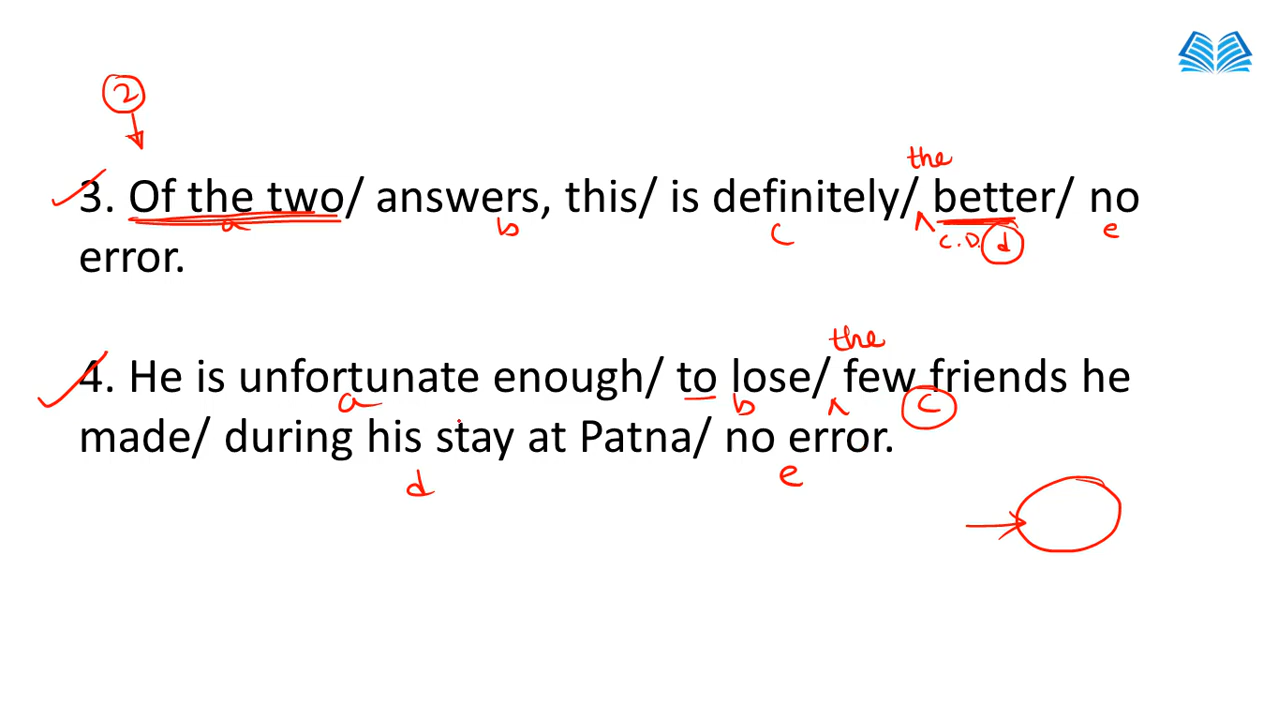 2
the
3. Of the two/ answers, this/ is definitely/ better/ no
a b c ^ C.D. d e
error.
the
4. He is unfortunate enough/ to lose/ few friends he
a b ^ c
made/ during his stay at Patna/ no error.
d e